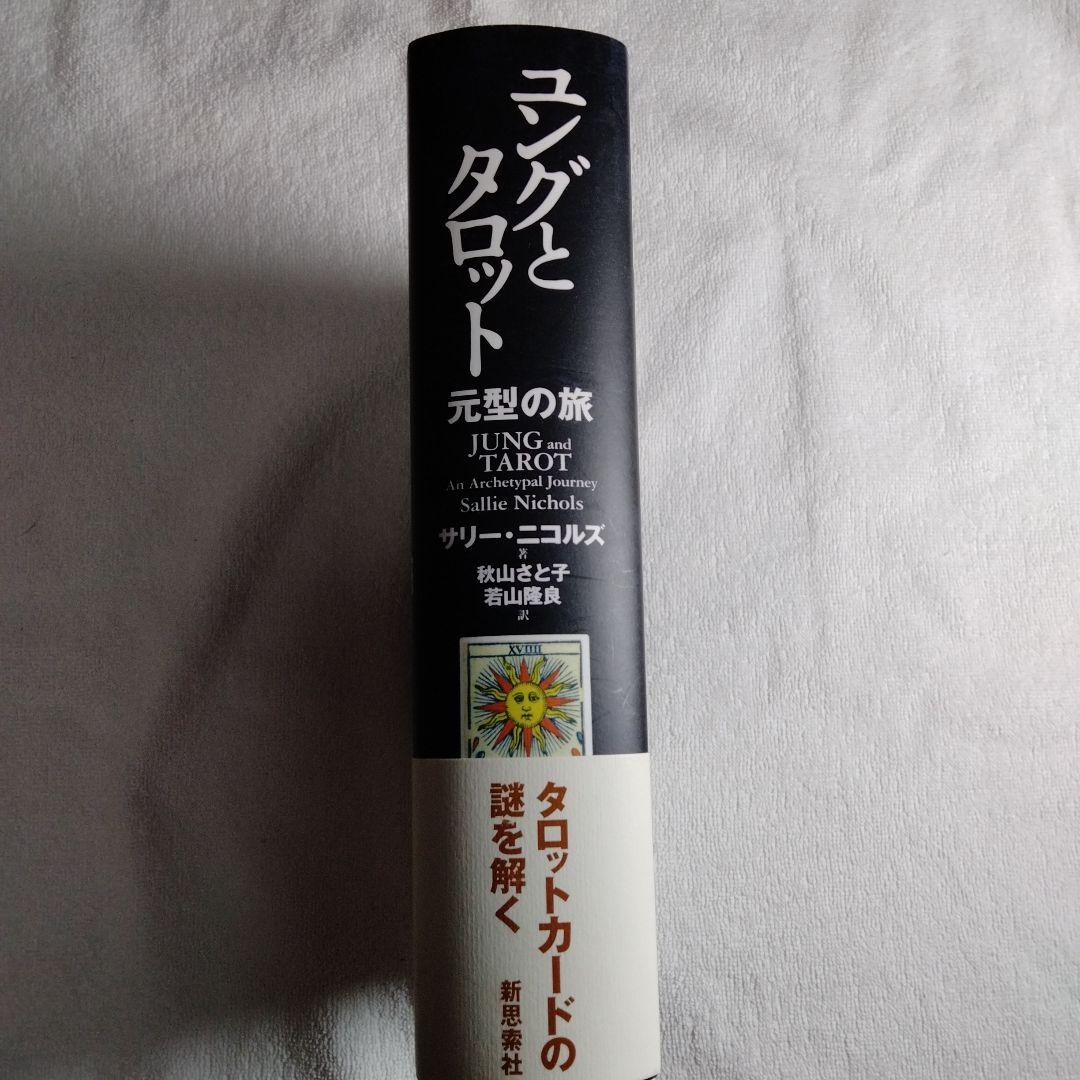 ユングと
タロット
元型の旅
JUNG and
TAROT
An Archetypal Journey
Sallie Nichols
サリー・ニコルズ
著
秋山さと子
若山隆良
訳
XVIIII
タロットカードの
謎を解く
新思索社